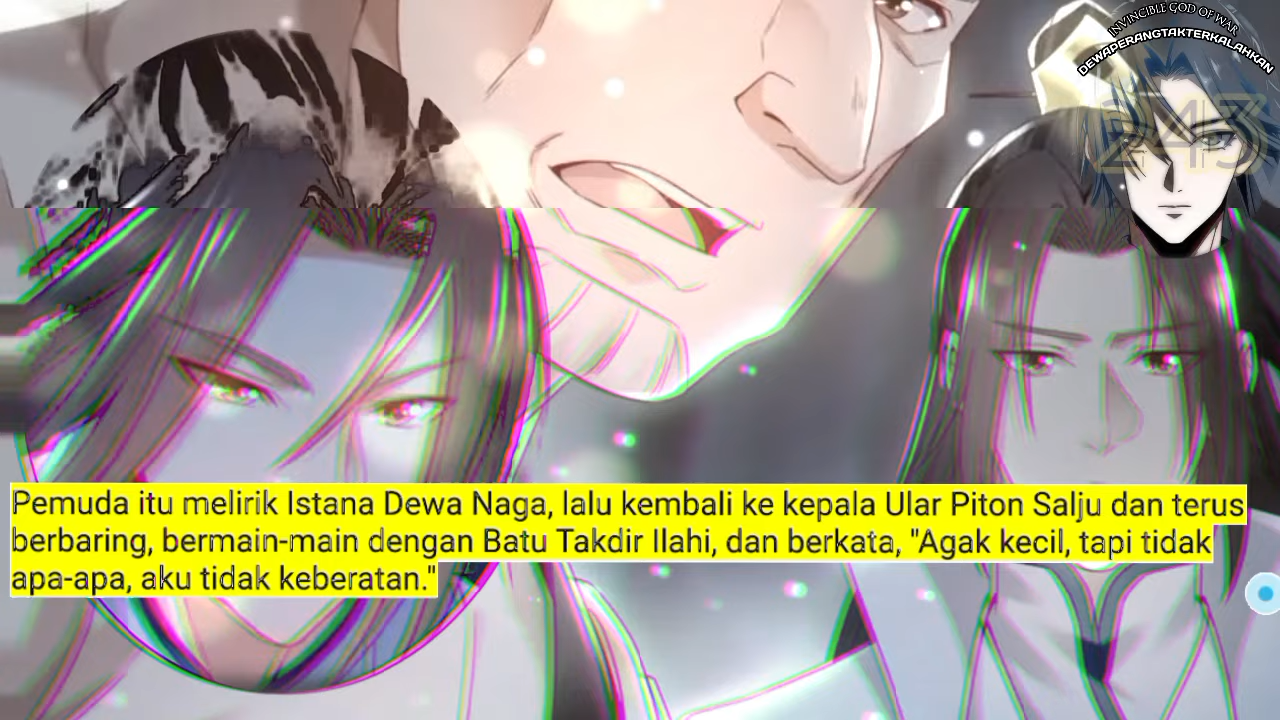 INVINCIBLE GOD OF WAR
DEWAPERANGTAKTERKALAHKAN
243
Pemuda itu melirik Istana Dewa Naga, lalu kembali ke kepala Ular Piton Salju dan terus
berbaring, bermain-main dengan Batu Takdir Ilahi, dan berkata, "Agak kecil, tapi tidak
apa-apa, aku tidak keberatan."